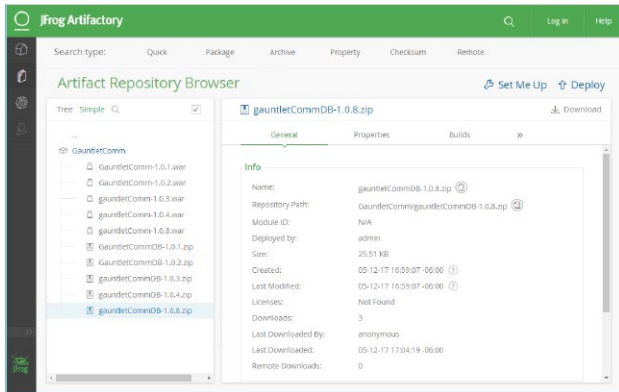 JFrog Artifactory
Log In
Help
Search type:
Quick
Package
Archive
Property
Checksum
Remote
Artifact Repository Browser
Set Me Up
Deploy
Tree Simple
gauntletCommDB-1.0.8.zip
Download
..
GauntletComm
GauntletComm-1.0.1.war
GauntletComm-1.0.2.war
gauntletComm-1.0.3.war
gauntletComm-1.0.4.war
gauntletComm-1.0.8.war
GauntletCommDB-1.0.1.zip
GauntletCommDB-1.0.2.zip
gauntletCommDB-1.0.3.zip
gauntletCommDB-1.0.4.zip
gauntletCommDB-1.0.8.zip
General
Properties
Builds
»
Info
Name: gauntletCommDB-1.0.8.zip
Repository Path: GauntletComm/gauntletCommDB-1.0.8.zip
Module ID: N/A
Deployed by: admin
Size: 25.51 KB
Created: 05-12-17 16:59:07 -06:00
Last Modified: 05-12-17 16:59:07 -06:00
Licenses: Not Found
Downloads: 3
Last Downloaded By: anonymous
Last Downloaded: 05-12-17 17:04:19 -06:00
Remote Downloads: 0
JFrog